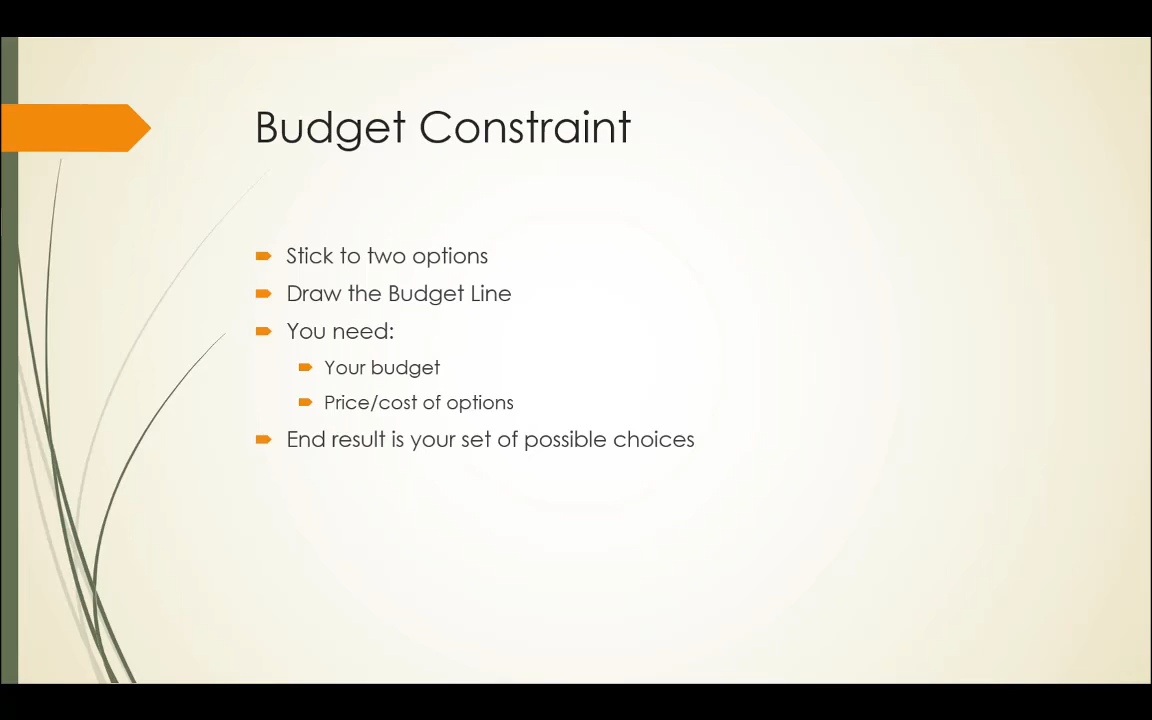 Budget Constraint
Stick to two options
Draw the Budget Line
You need:
Your budget
Price/cost of options
End result is your set of possible choices